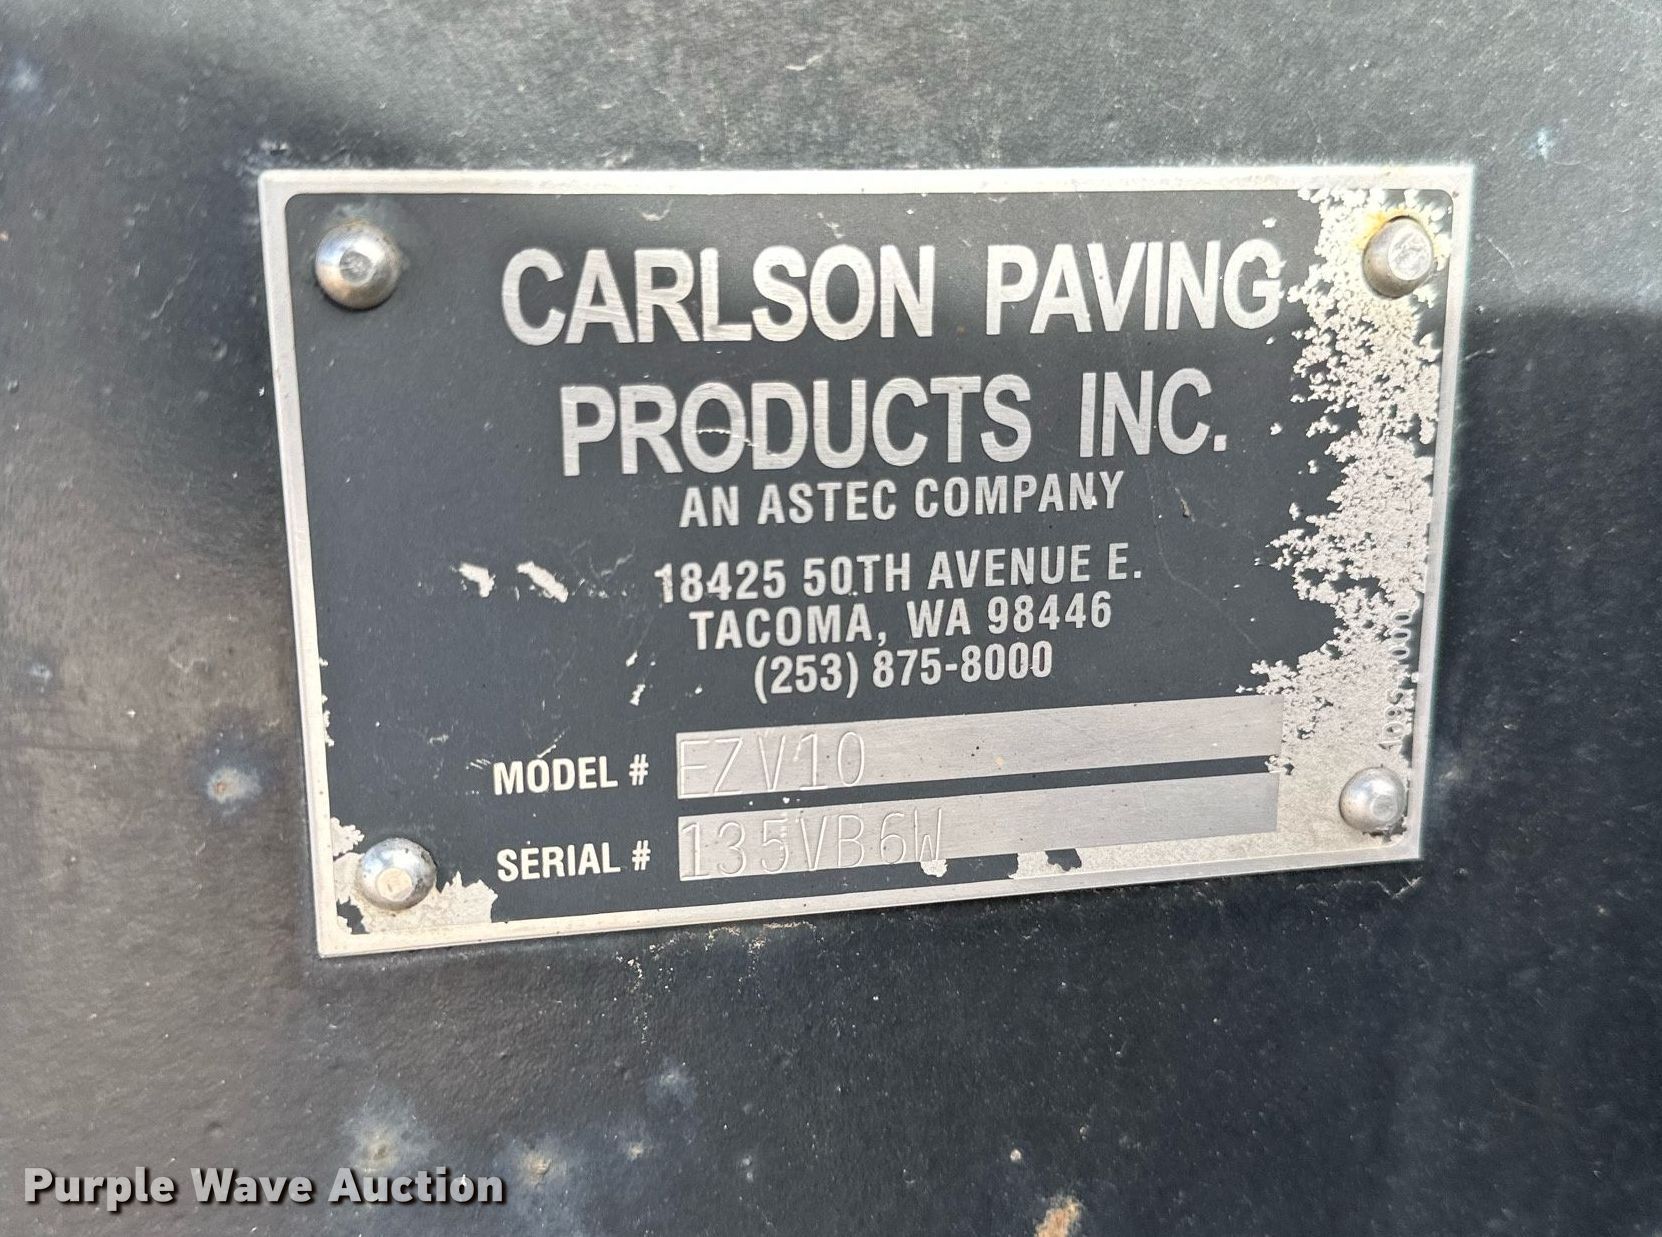 CARLSON PAVING
PRODUCTS INC.
AN ASTEC COMPANY
18425 50TH AVENUE E.
TACOMA, WA 98446
(253) 875-8000
MODEL # EZV10
SERIAL # 135VB6W
Purple Wave Auction